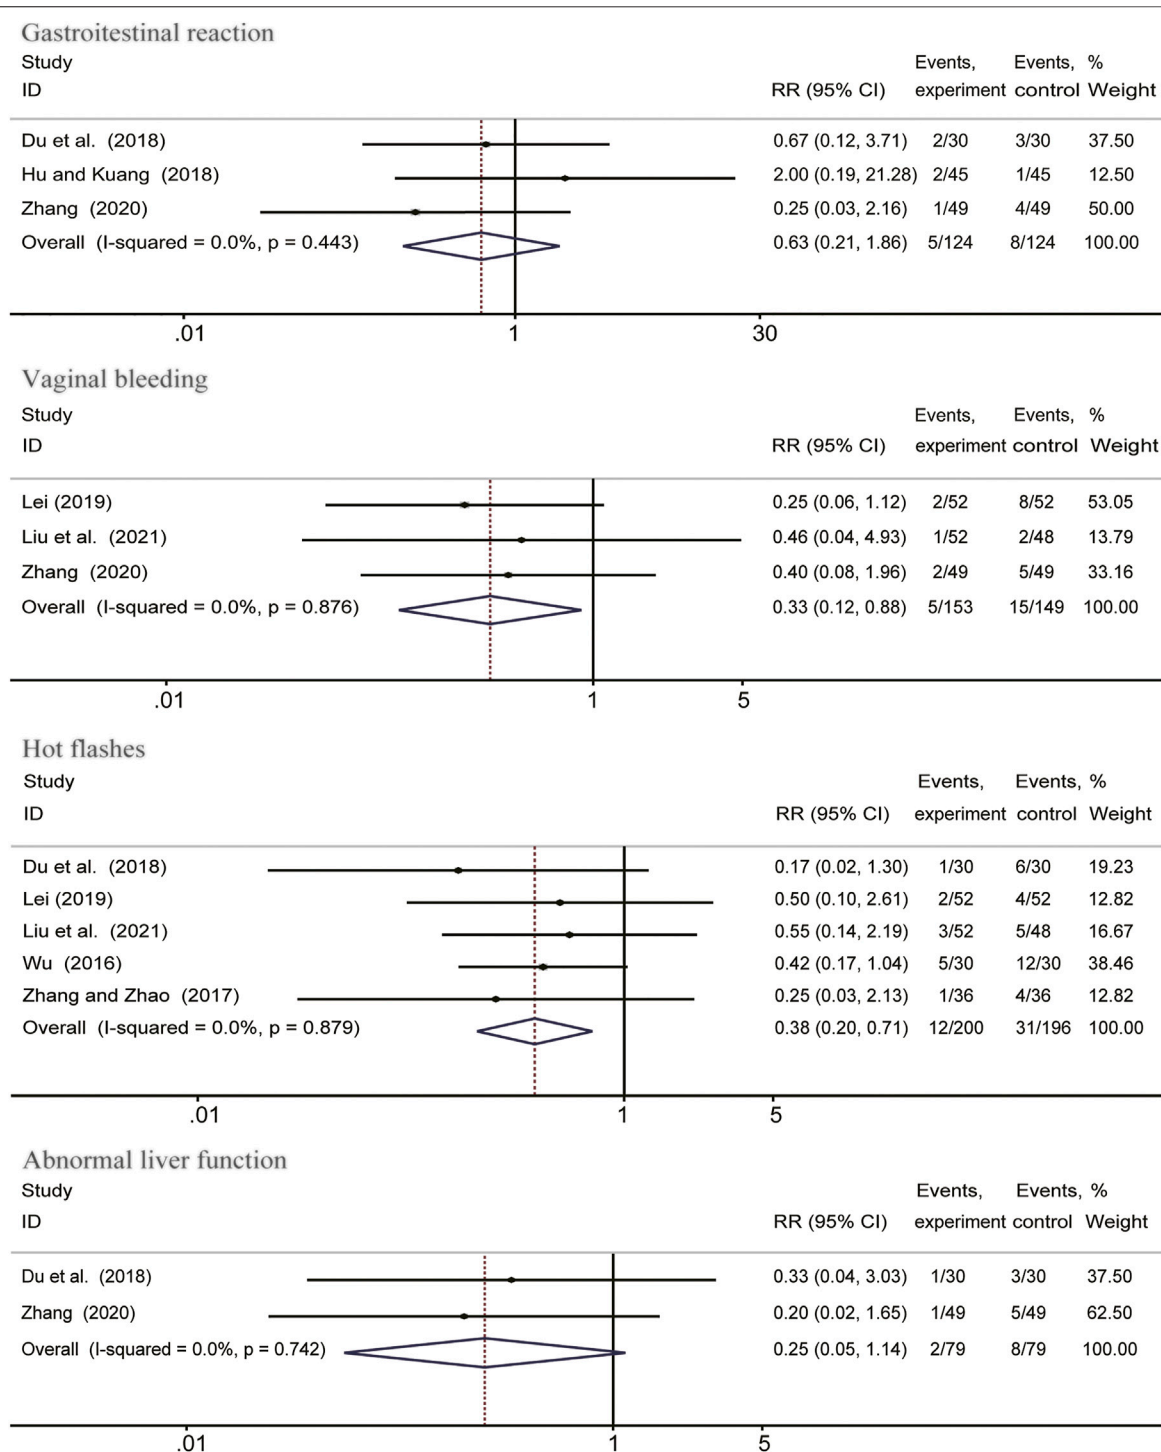 Gastroitestinal reaction
Study Events, Events, %
ID RR (95% CI) experiment control Weight
Du et al. (2018) 0.67 (0.12, 3.71) 2/30 3/30 37.50
Hu and Kuang (2018) 2.00 (0.19, 21.28) 2/45 1/45 12.50
Zhang (2020) 0.25 (0.03, 2.16) 1/49 4/49 50.00
Overall (I-squared = 0.0%, p = 0.443) 0.63 (0.21, 1.86) 5/124 8/124 100.00
.01 1 30
Vaginal bleeding
Study Events, Events, %
ID RR (95% CI) experiment control Weight
Lei (2019) 0.25 (0.06, 1.12) 2/52 8/52 53.05
Liu et al. (2021) 0.46 (0.04, 4.93) 1/52 2/48 13.79
Zhang (2020) 0.40 (0.08, 1.96) 2/49 5/49 33.16
Overall (I-squared = 0.0%, p = 0.876) 0.33 (0.12, 0.88) 5/153 15/149 100.00
.01 1 5
Hot flashes
Study Events, Events, %
ID RR (95% CI) experiment control Weight
Du et al. (2018) 0.17 (0.02, 1.30) 1/30 6/30 19.23
Lei (2019) 0.50 (0.10, 2.61) 2/52 4/52 12.82
Liu et al. (2021) 0.55 (0.14, 2.19) 3/52 5/48 16.67
Wu (2016) 0.42 (0.17, 1.04) 5/30 12/30 38.46
Zhang and Zhao (2017) 0.25 (0.03, 2.13) 1/36 4/36 12.82
Overall (I-squared = 0.0%, p = 0.879) 0.38 (0.20, 0.71) 12/200 31/196 100.00
.01 1 5
Abnormal liver function
Study Events, Events, %
ID RR (95% CI) experiment control Weight
Du et al. (2018) 0.33 (0.04, 3.03) 1/30 3/30 37.50
Zhang (2020) 0.20 (0.02, 1.65) 1/49 5/49 62.50
Overall (I-squared = 0.0%, p = 0.742) 0.25 (0.05, 1.14) 2/79 8/79 100.00
.01 1 5